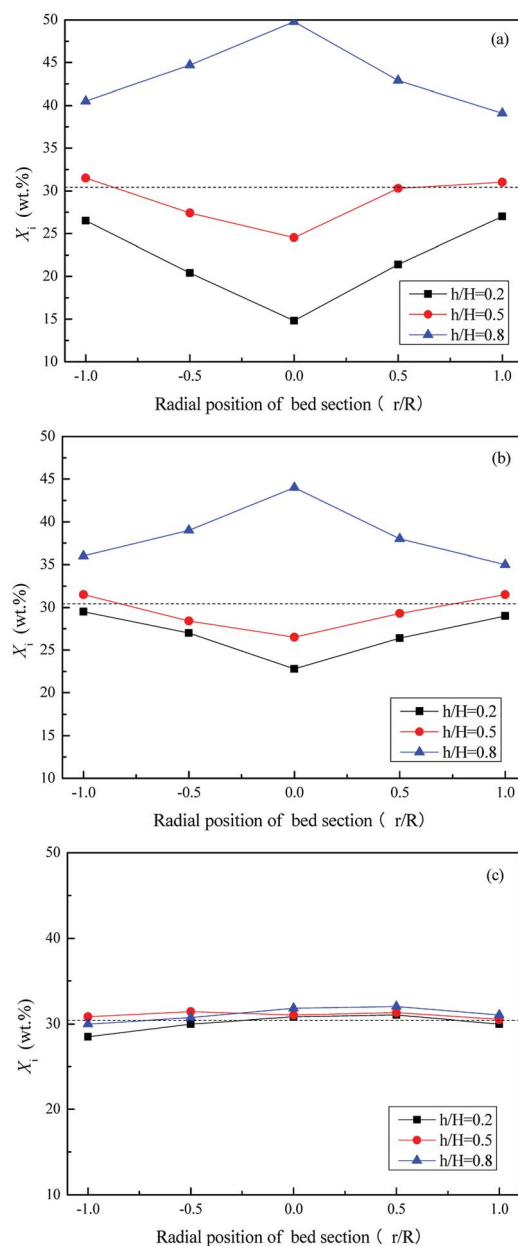 50
(a)
45
40
35
30
25
20
15
10
X_i (wt.%)
h/H=0.2
h/H=0.5
h/H=0.8
-1.0 -0.5 0.0 0.5 1.0
Radial position of bed section ( r/R)
50
(b)
45
40
35
30
25
20
15
10
X_i (wt.%)
h/H=0.2
h/H=0.5
h/H=0.8
-1.0 -0.5 0.0 0.5 1.0
Radial position of bed section ( r/R)
50
(c)
40
30
20
10
X_i (wt.%)
h/H=0.2
h/H=0.5
h/H=0.8
-1.0 -0.5 0.0 0.5 1.0
Radial position of bed section ( r/R)